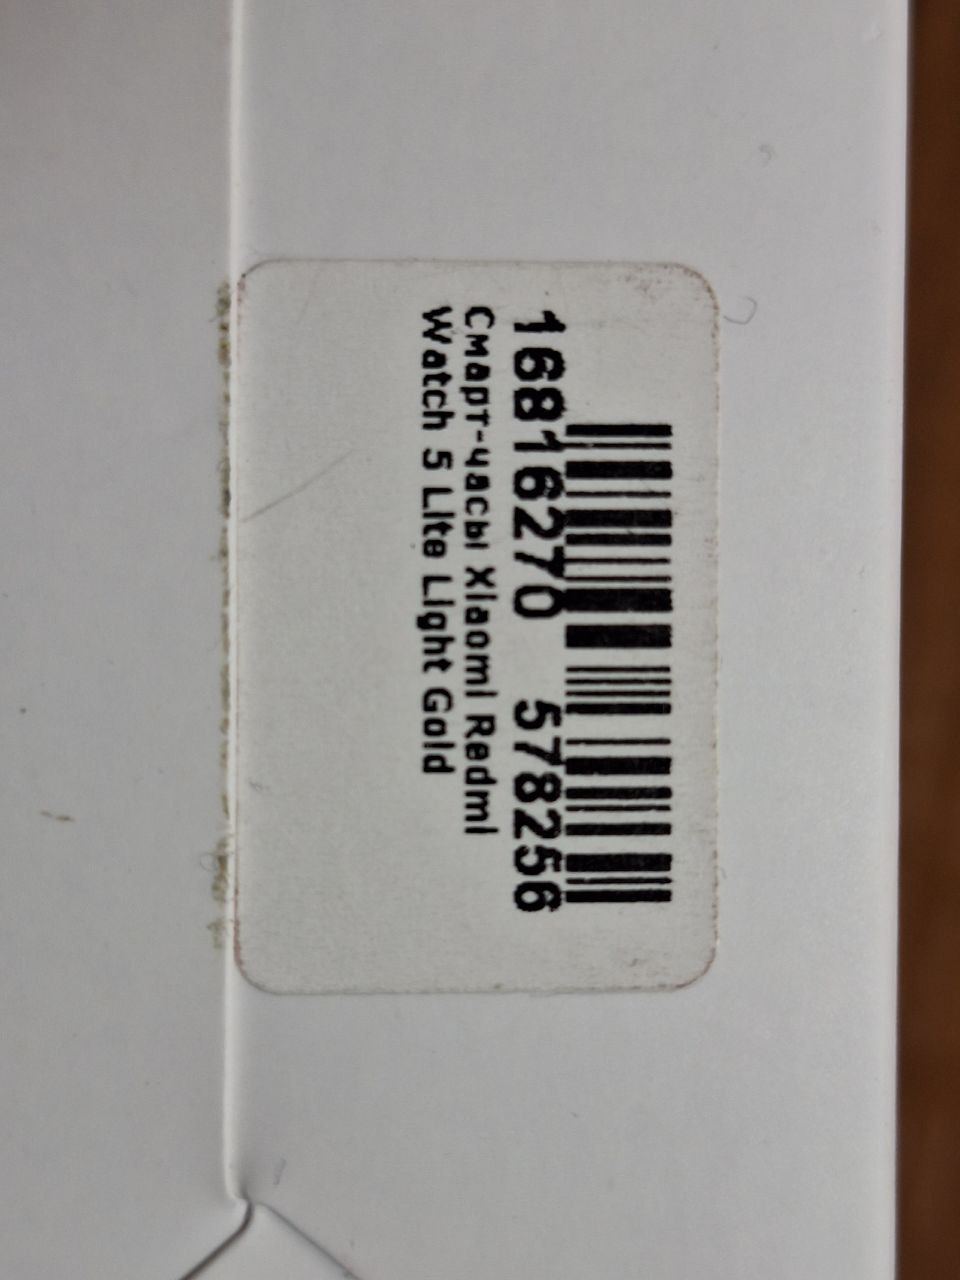 16816270 578256
Смарт-часы Xiaomi Redmi
Watch 5 Lite Light Gold